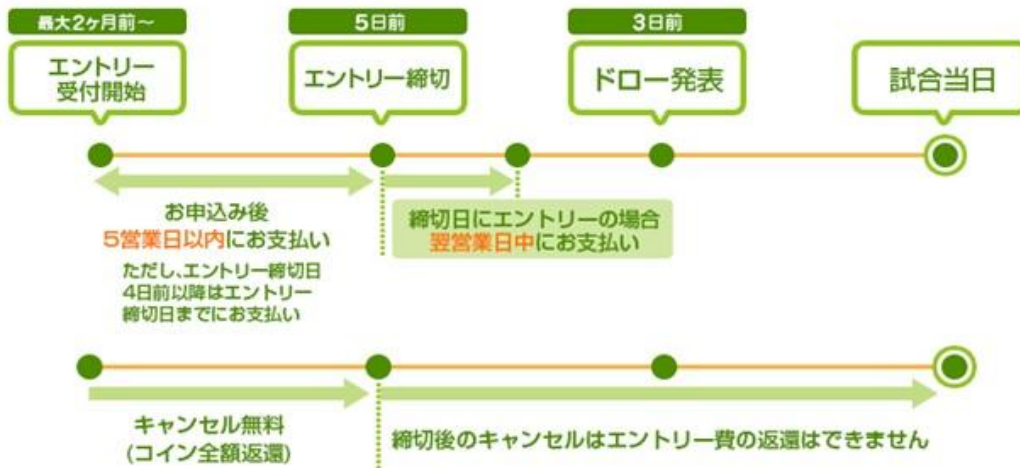 最大2ヶ月前～
5日前
3日前
エントリー
受付開始
エントリー締切
ドロー発表
試合当日
お申込み後
5営業日以内にお支払い
ただし、エントリー締切日
4日前以降はエントリー
締切日までにお支払い
締切日にエントリーの場合
翌営業日中にお支払い
キャンセル無料
(コイン全額返還)
締切後のキャンセルはエントリー費の返還はできません